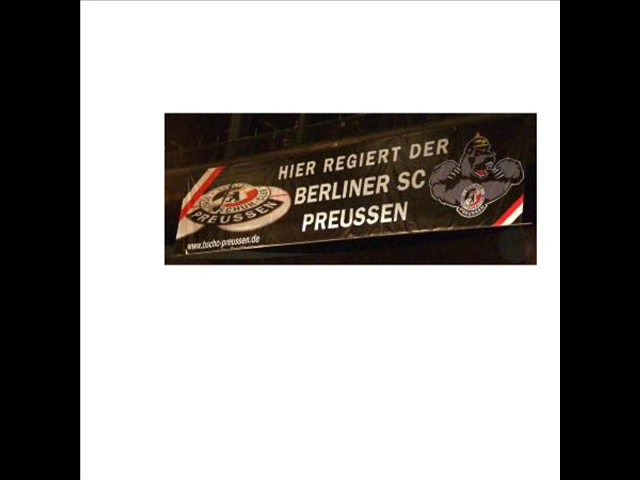 HIER REGIERT DER
BERLINER SC
PREUSSEN
PREUSSEN
www.bscho-preussen.de